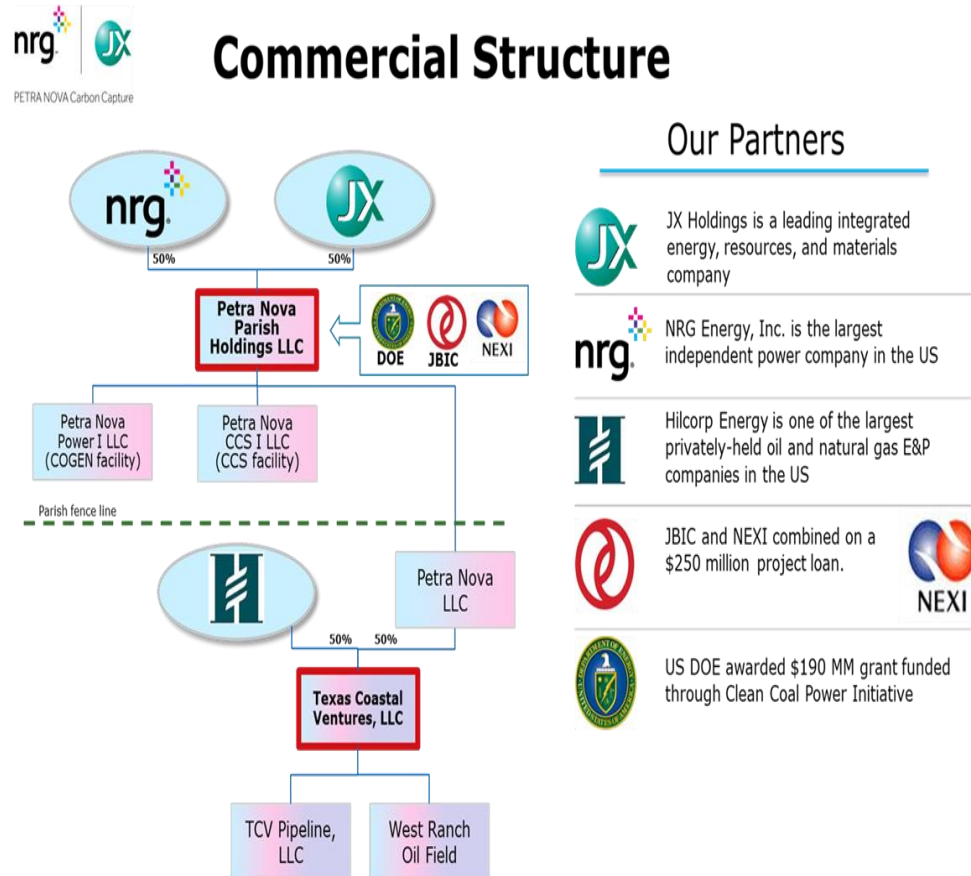 nrg
JX
PETRA NOVA Carbon Capture
Commercial Structure
nrg
JX
50%
50%
Petra Nova
Parish
Holdings LLC
DOE
JBIC
NEXI
Petra Nova
Power I LLC
(COGEN facility)
Petra Nova
CCS I LLC
(CCS facility)
Parish fence line
Petra Nova
LLC
50%
50%
Texas Coastal
Ventures, LLC
TCV Pipeline,
LLC
West Ranch
Oil Field
Our Partners
JX
JX Holdings is a leading integrated
energy, resources, and materials
company
nrg
NRG Energy, Inc. is the largest
independent power company in the US
Hilcorp Energy is one of the largest
privately-held oil and natural gas E&P
companies in the US
JBIC and NEXI combined on a
$250 million project loan.
NEXI
US DOE awarded $190 MM grant funded
through Clean Coal Power Initiative